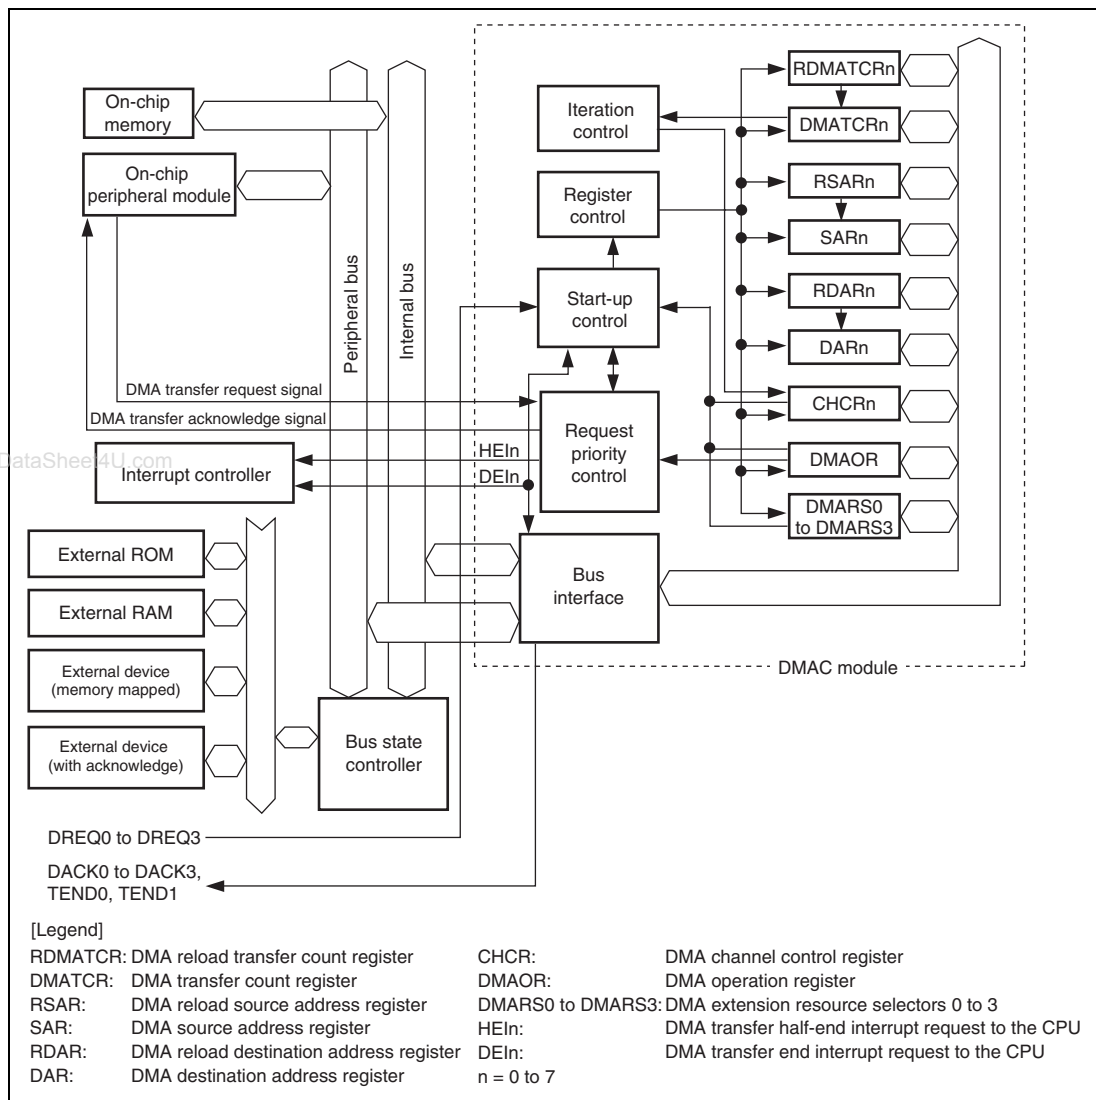 On-chip
memory
On-chip
peripheral module
Peripheral bus
Internal bus
Iteration
control
Register
control
Start-up
control
Request
priority
control
Bus
interface
RDMATCRn
DMATCRn
RSARn
SARn
RDARn
DARn
CHCRn
DMAOR
DMARS0
to DMARS3
DMA transfer request signal
DMA transfer acknowledge signal
HEIn
DEIn
DataSheet4U.com
Interrupt controller
External ROM
External RAM
External device
(memory mapped)
External device
(with acknowledge)
Bus state
controller
DMAC module
DREQ0 to DREQ3
DACK0 to DACK3,
TEND0, TEND1
[Legend]
RDMATCR: DMA reload transfer count register
DMATCR: DMA transfer count register
RSAR: DMA reload source address register
SAR: DMA source address register
RDAR: DMA reload destination address register
DAR: DMA destination address register
CHCR: DMA channel control register
DMAOR: DMA operation register
DMARS0 to DMARS3: DMA extension resource selectors 0 to 3
HEIn: DMA transfer half-end interrupt request to the CPU
DEIn: DMA transfer end interrupt request to the CPU
n = 0 to 7